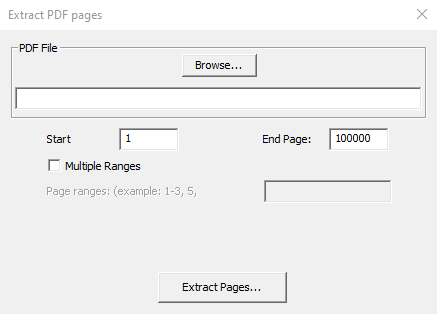 Extract PDF pages
PDF File
Browse...
Start 1 End Page: 100000
Multiple Ranges
Page ranges: (example: 1-3, 5,
Extract Pages...